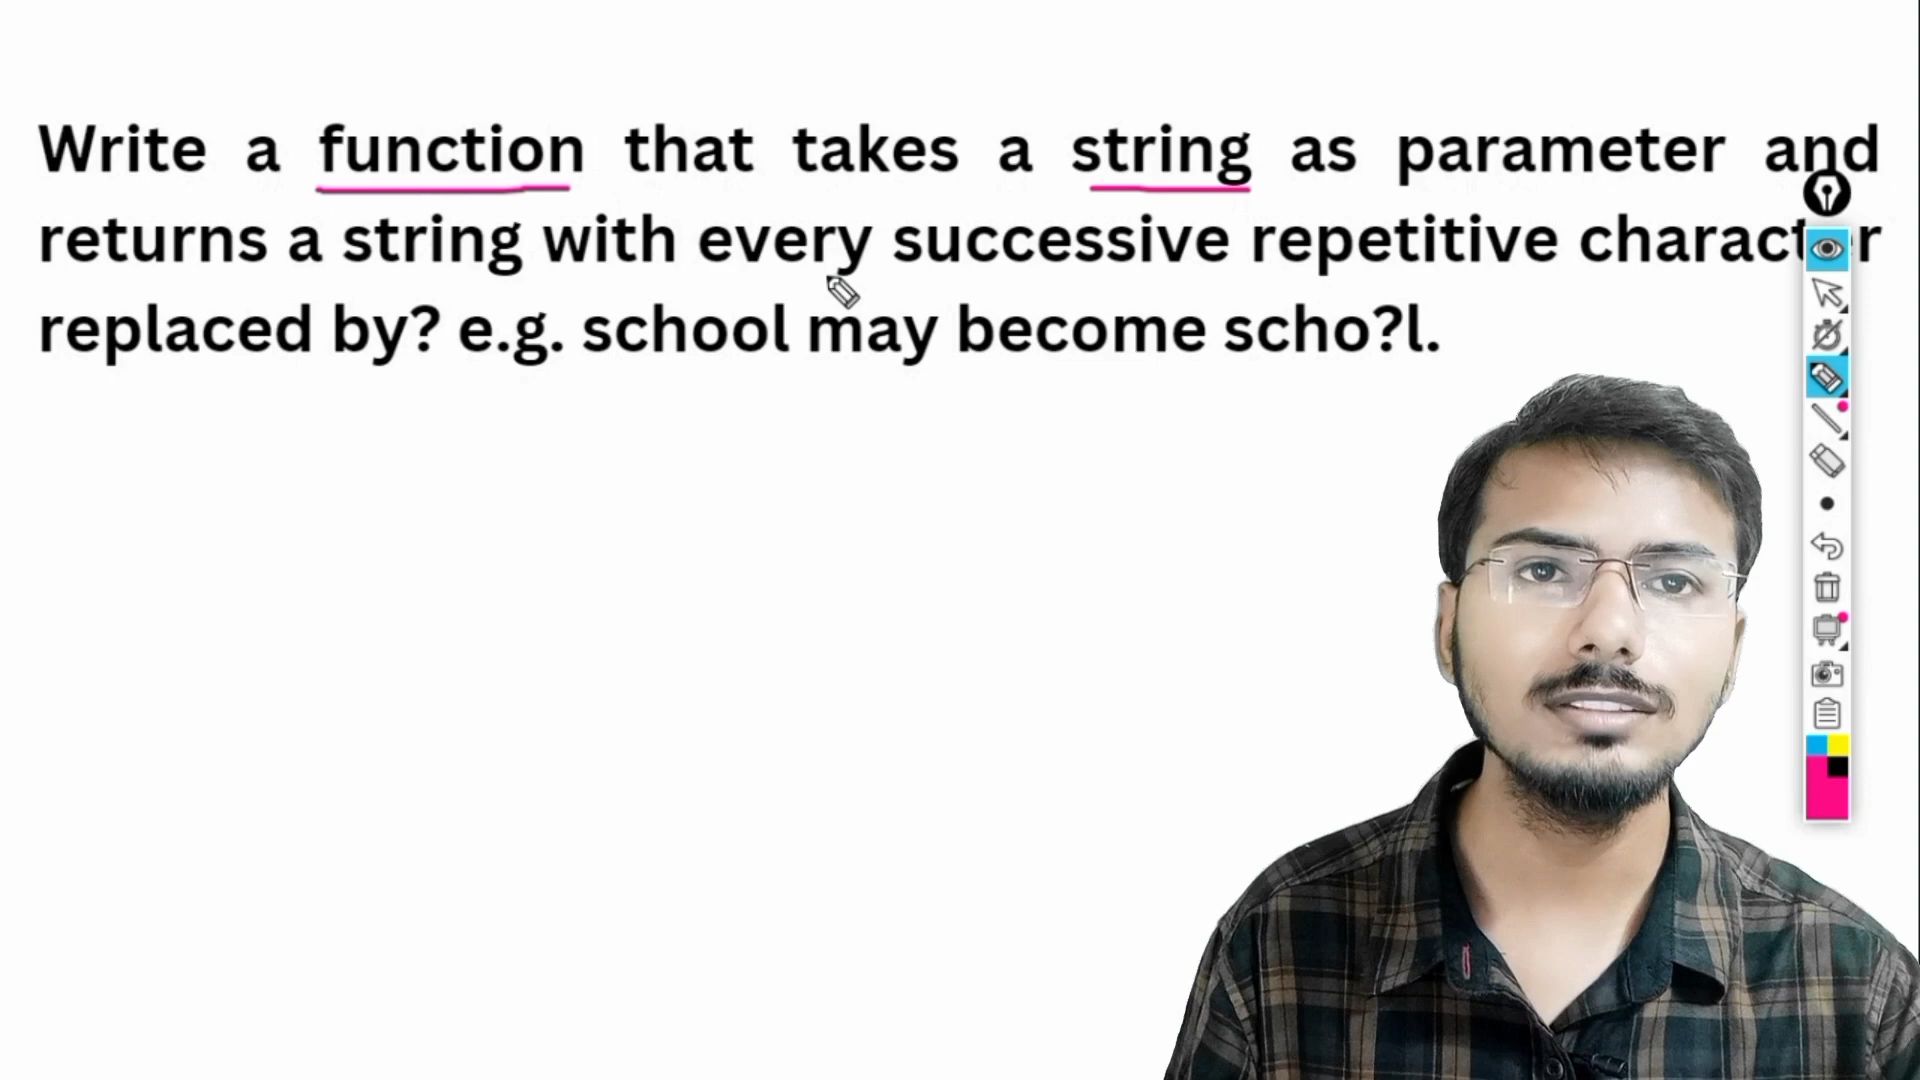 Write a function that takes a string as parameter and
returns a string with every successive repetitive character
replaced by? e.g. school may become scho?l.